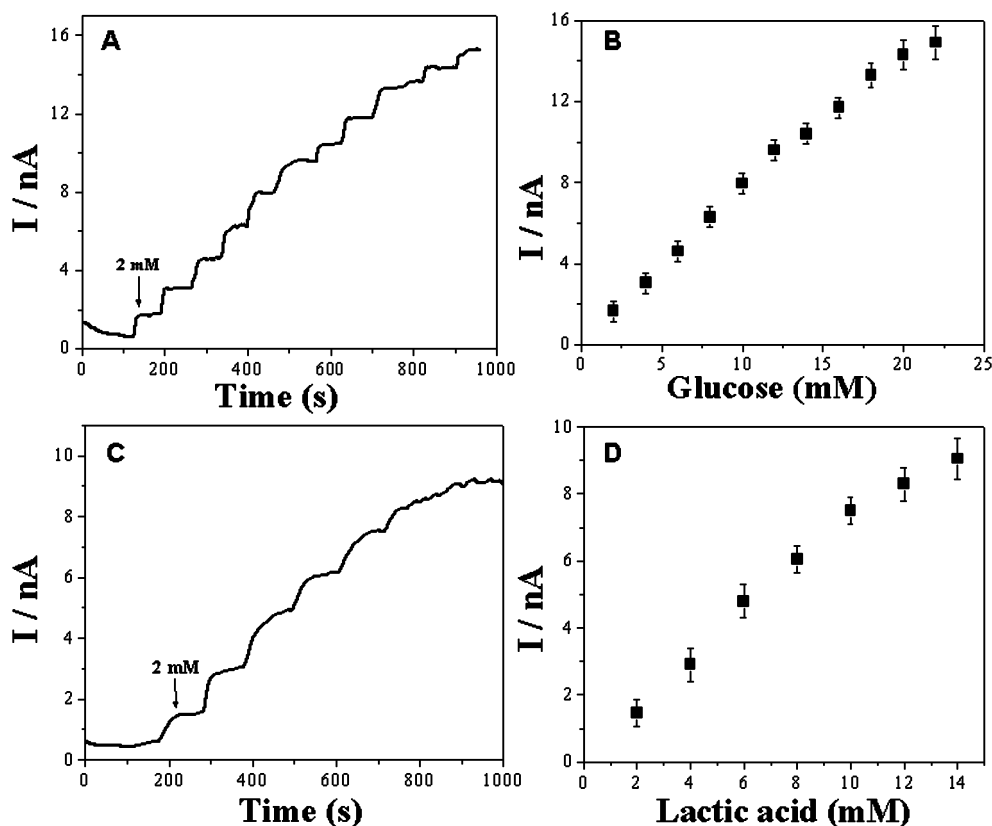 A
I / nA
16
12
8
4
0
2 mM
0 200 400 600 800 1000
Time (s)
B
I / nA
16
12
8
4
0
0 5 10 15 20 25
Glucose (mM)
C
I / nA
10
8
6
4
2
0
2 mM
0 200 400 600 800 1000
Time (s)
D
I / nA
10
8
6
4
2
0
0 2 4 6 8 10 12 14
Lactic acid (mM)